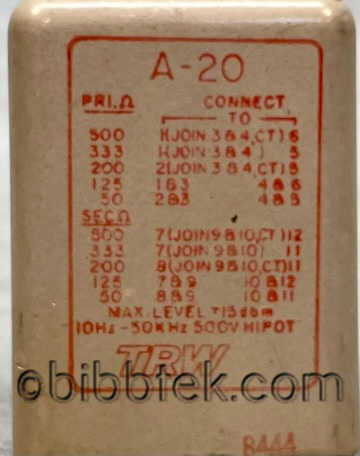 A-20
PRI.Ω CONNECT TO
500 1(JOIN 3&4,CT)6
333 1(JOIN 3&4) 5
200 2(JOIN 3&4,CT)5
125 1&3 4&6
50 2&3 4&5
SEC.Ω
500 7(JOIN 9&10,CT)12
333 7(JOIN 9&10) 11
200 8(JOIN 9&10,CT)11
125 7&9 10&12
50 8&9 10&11
MAX. LEVEL +15dbm
10Hz-50KHz 500V HIPOT
TRW
©bibbtek.com
8444